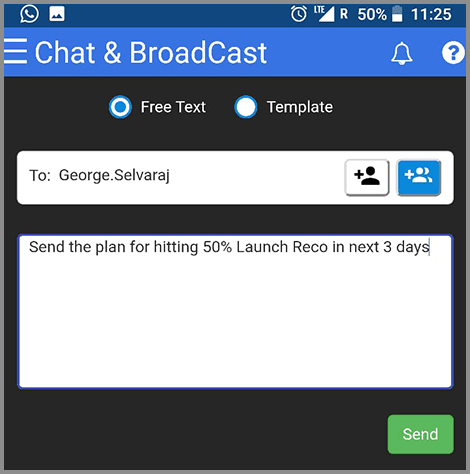 LTE R 50% 11:25
Chat & BroadCast
Free Text Template
To: George.Selvaraj
Send the plan for hitting 50% Launch Reco in next 3 days
Send